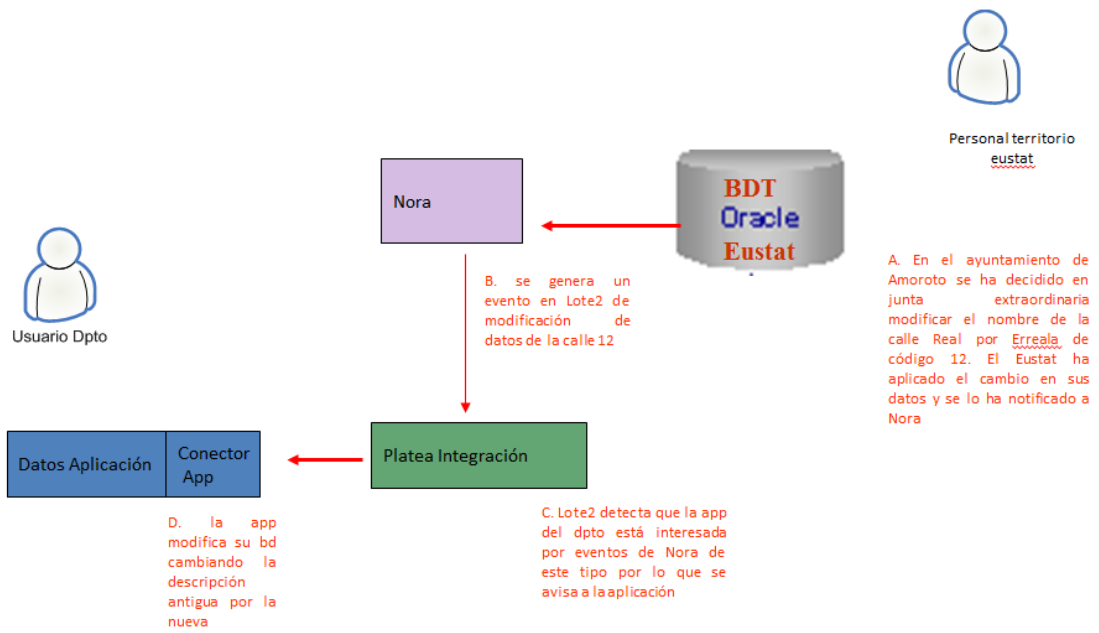 Personal territorio
eustat
BDT
Oracle
Eustat
Nora
A. En el ayuntamiento de
Amoroto se ha decidido en
junta extraordinaria
modificar el nombre de la
calle Real por Erreala de
código 12. El Eustat ha
aplicado el cambio en sus
datos y se lo ha notificado a
Nora
B. se genera un
evento en Lote2 de
modificación de
datos de la calle 12
Usuario Dpto
Platea Integración
Datos Aplicación
Conector
App
C. Lote2 detecta que la app
del dpto está interesada
por eventos de Nora de
este tipo por lo que se
avisa a la aplicación
D. la app
modifica su bd
cambiando la
descripción
antigua por la
nueva